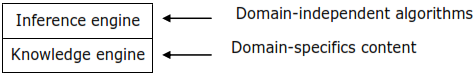 Inference engine
Domain-independent algorithms
Knowledge engine
Domain-specifics content